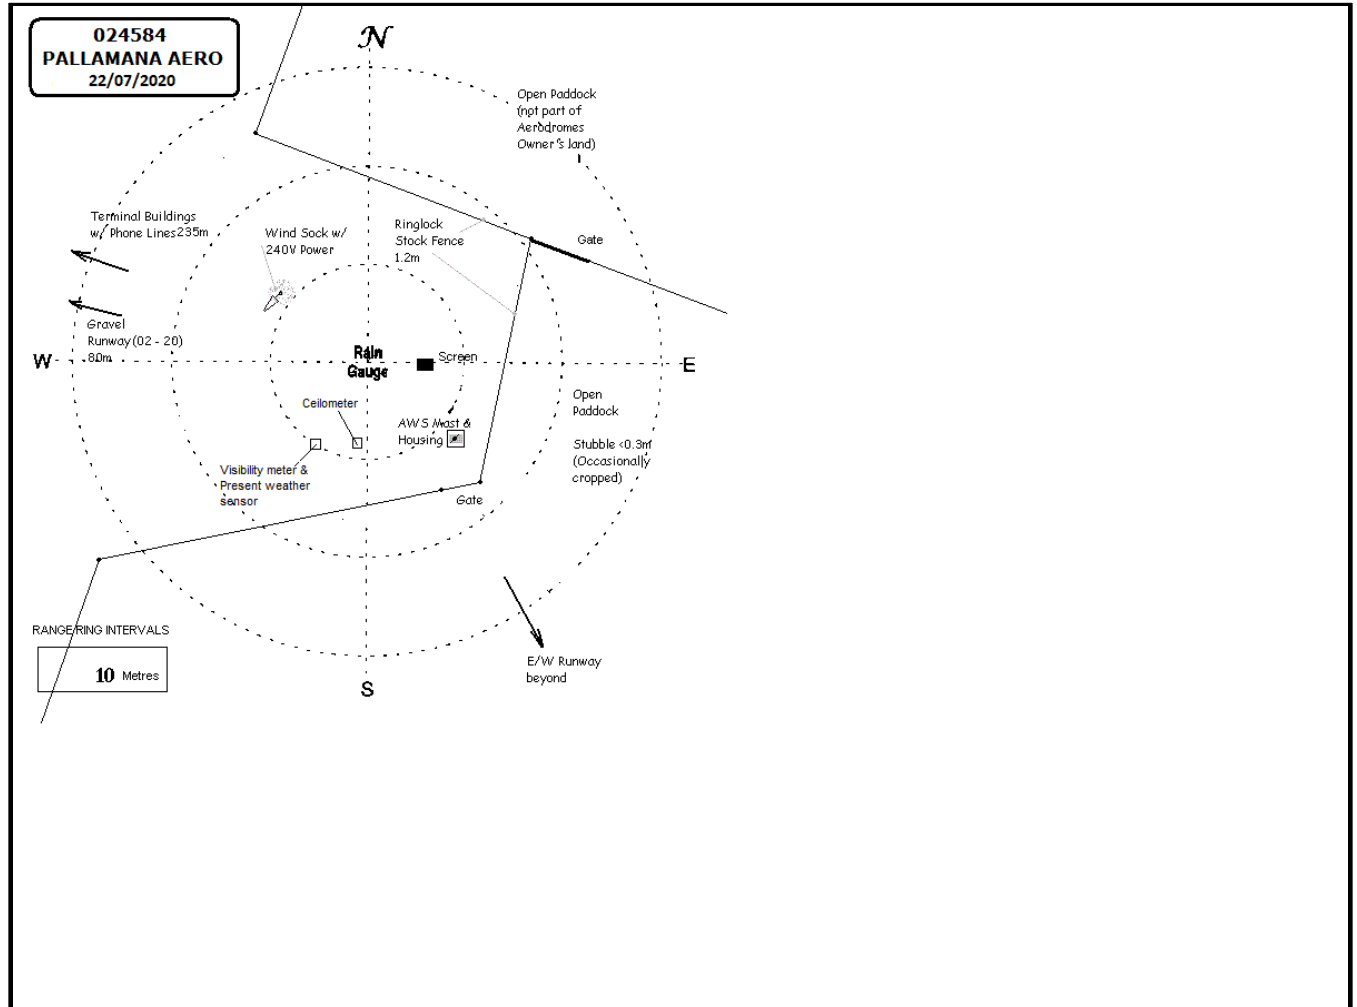 024584
PALLAMANA AERO
22/07/2020
N
Open Paddock
(not part of
Aerodromes
Owner's land)
Terminal Buildings
w/ Phone Lines 235m
Wind Sock w/
240V Power
Ringlock
Stock Fence
1.2m
Gate
Gravel
Runway (02 - 20)
80m
W
Rain
Gauge
Screen
E
Ceilometer
AWS Mast &
Housing
Open
Paddock
Stubble <0.3m
(Occasionally
cropped)
Visibility meter &
Present weather
sensor
Gate
RANGE RING INTERVALS
10 Metres
E/W Runway
beyond
S